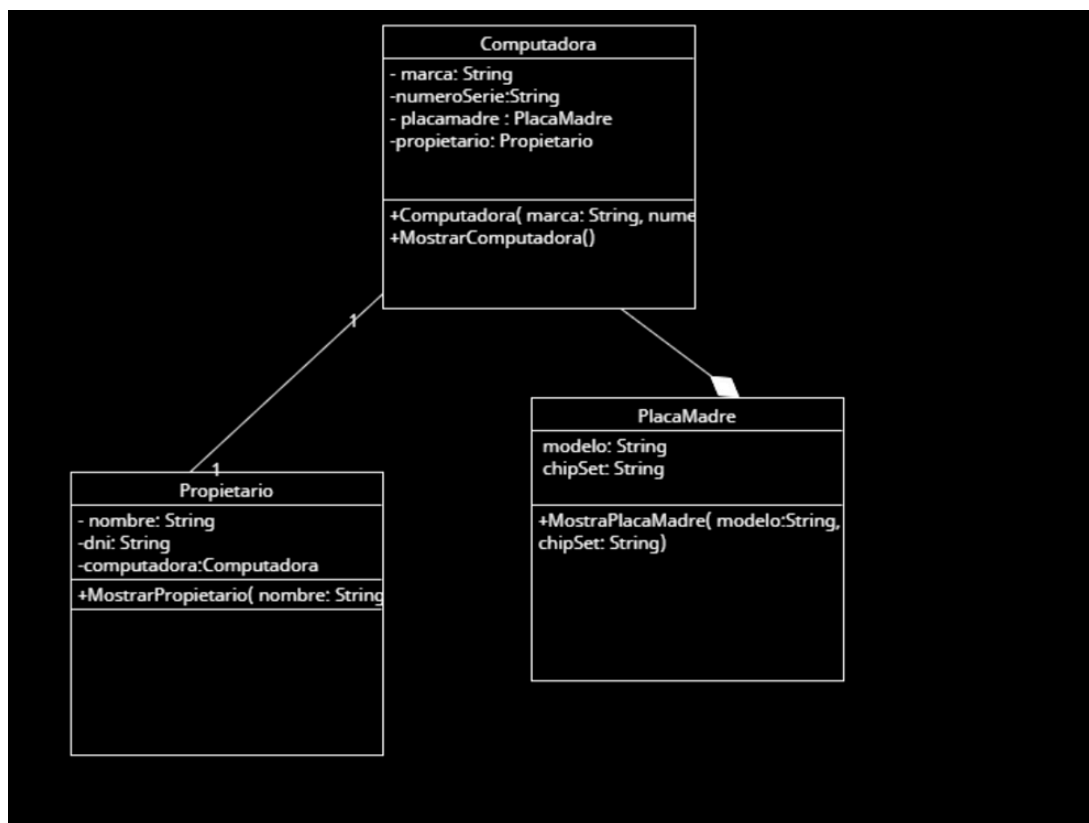 Computadora
- marca: String
-numeroSerie:String
- placamadre : PlacaMadre
-propietario: Propietario
+Computadora( marca: String, nume
+MostrarComputadora()
1
1
Propietario
- nombre: String
-dni: String
-computadora:Computadora
+MostrarPropietario( nombre: String
PlacaMadre
modelo: String
chipSet: String
+MostraPlacaMadre( modelo:String,
chipSet: String)